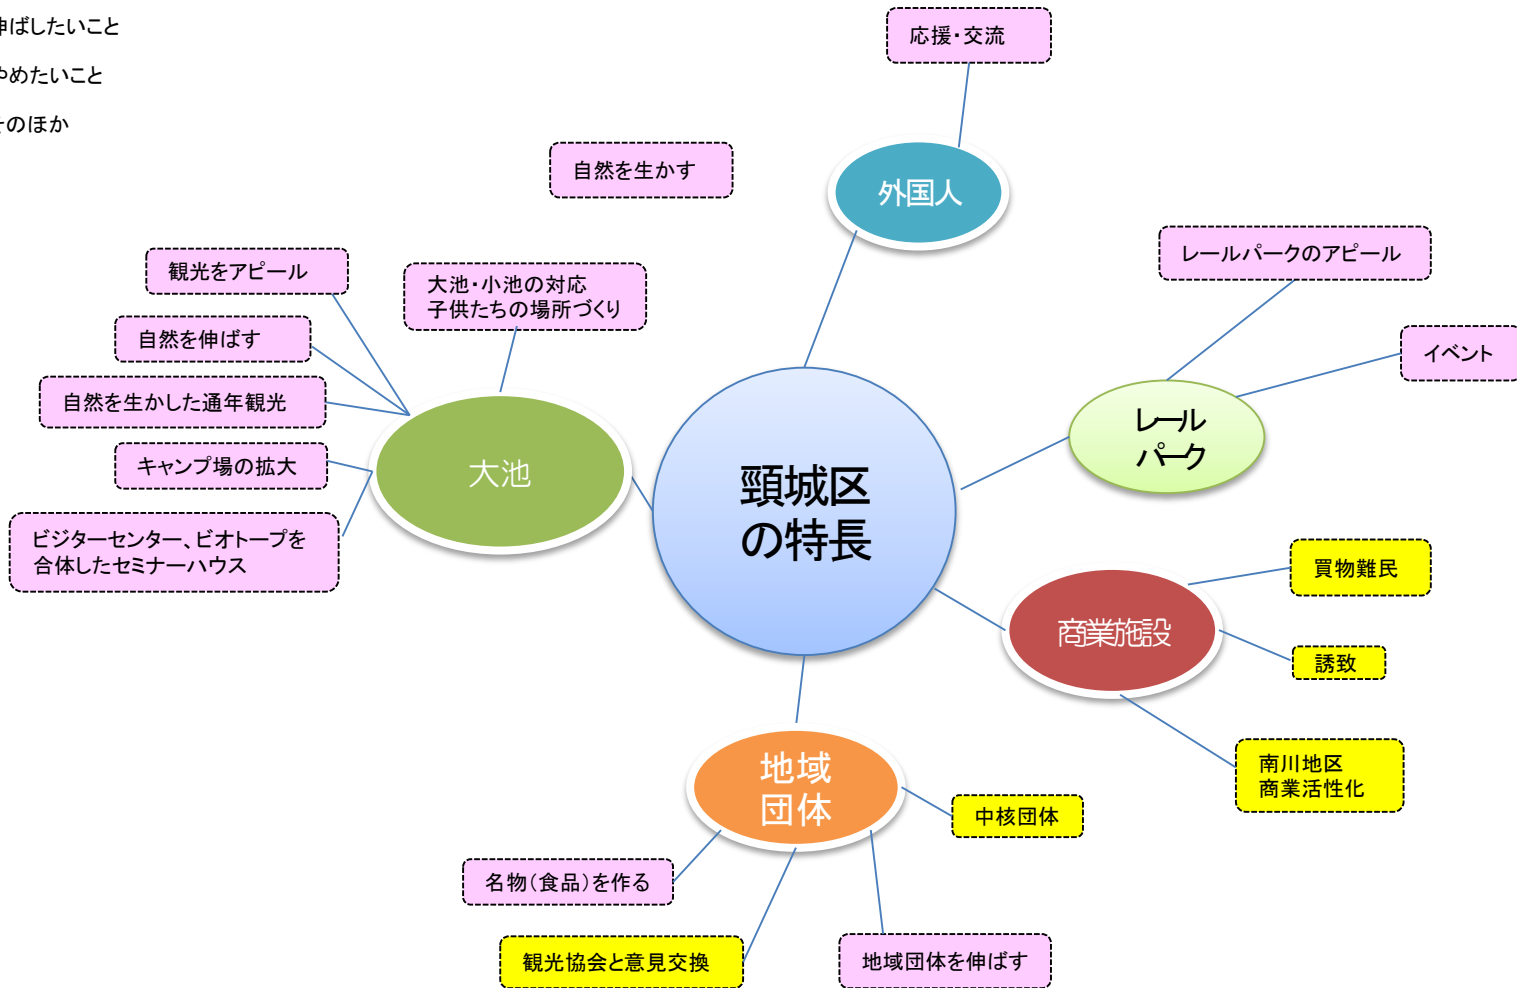 伸ばしたいこと
やめたいこと
そのほか
応援・交流
自然を生かす
外国人
レールパークのアピール
観光をアピール
大池・小池の対応
子供たちの場所づくり
自然を伸ばす
イベント
自然を生かした通年観光
レール
パーク
キャンプ場の拡大
大池
頸城区
の特長
ビジターセンター、ビオトープを
合体したセミナーハウス
買物難民
商業施設
誘致
南川地区
商業活性化
地域
団体
中核団体
名物(食品)を作る
観光協会と意見交換
地域団体を伸ばす